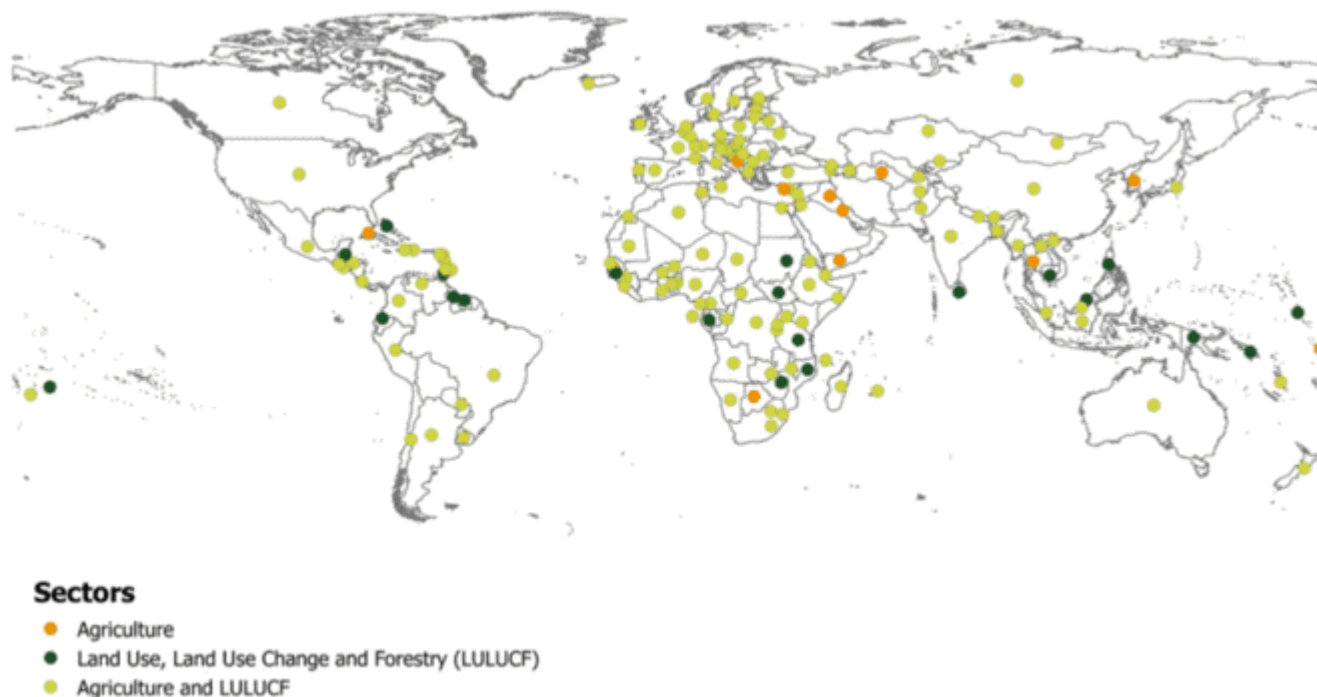 Sectors
Agriculture
Land Use, Land Use Change and Forestry (LULUCF)
Agriculture and LULUCF